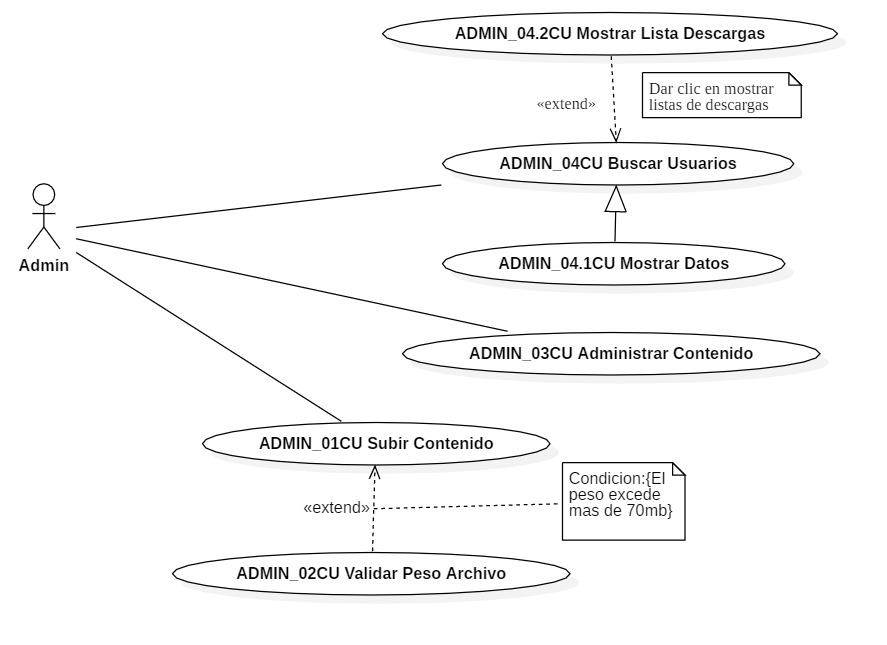 ADMIN_04.2CU Mostrar Lista Descargas
Dar clic en mostrar
listas de descargas
«extend»
ADMIN_04CU Buscar Usuarios
Admin
ADMIN_04.1CU Mostrar Datos
ADMIN_03CU Administrar Contenido
ADMIN_01CU Subir Contenido
Condicion:{El
peso excede
mas de 70mb}
«extend»
ADMIN_02CU Validar Peso Archivo